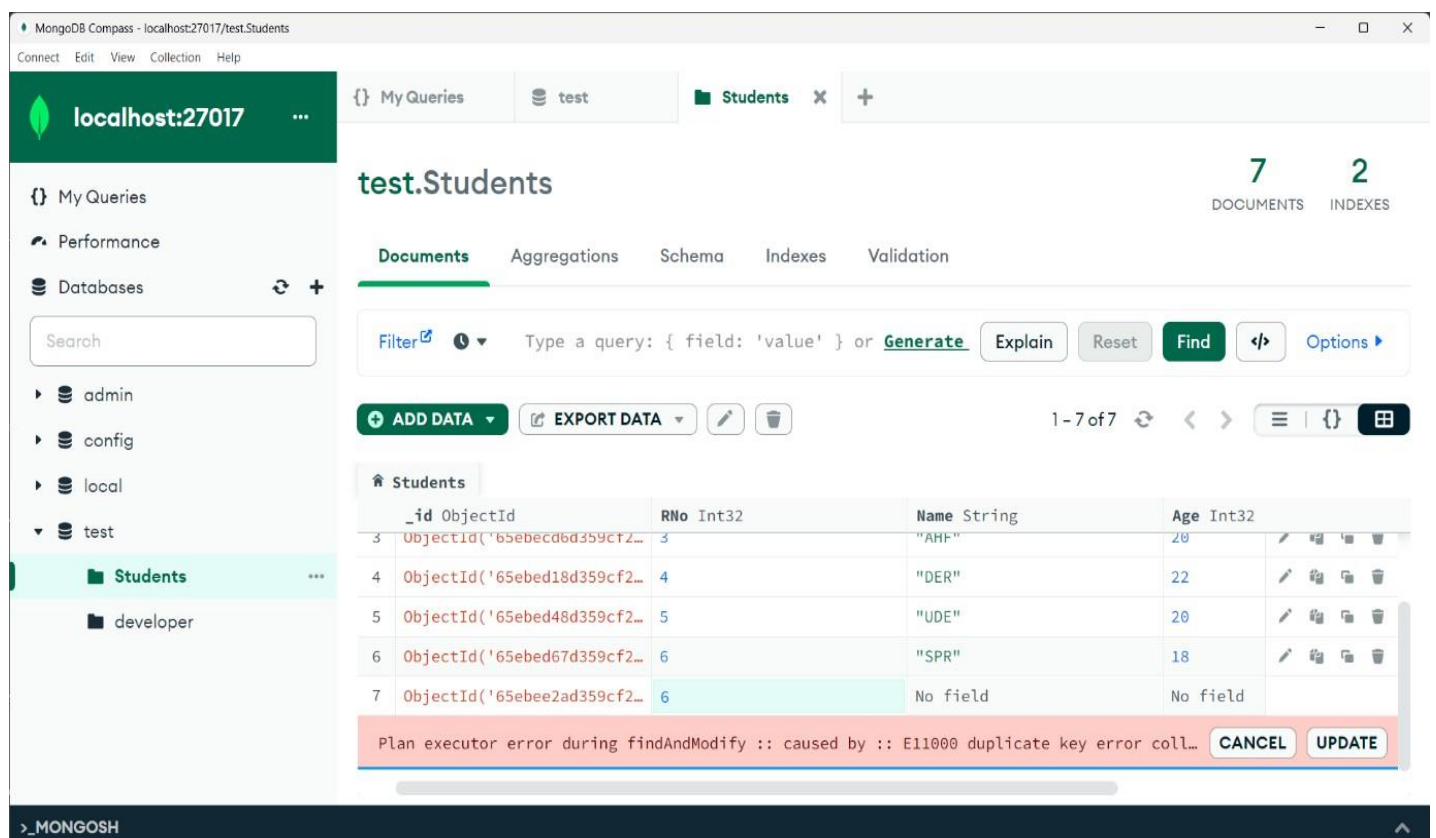 MongoDB Compass - localhost:27017/test.Students
Connect Edit View Collection Help
localhost:27017 ...
{} My Queries
test
Students
{} My Queries
Performance
Databases
Search
admin
config
local
test
Students ...
developer
test.Students
7
DOCUMENTS
2
INDEXES
Documents Aggregations Schema Indexes Validation
Filter Type a query: { field: 'value' } or Generate Explain Reset Find </> Options
ADD DATA EXPORT DATA 1 – 7 of 7 {}
Students
_id ObjectId RNo Int32 Name String Age Int32
3 ObjectId('65ebecd6d359cf2… 3 "AHF" 20
4 ObjectId('65ebed18d359cf2… 4 "DER" 22
5 ObjectId('65ebed48d359cf2… 5 "UDE" 20
6 ObjectId('65ebed67d359cf2… 6 "SPR" 18
7 ObjectId('65ebee2ad359cf2… 6 No field No field
Plan executor error during findAndModify :: caused by :: E11000 duplicate key error coll… CANCEL UPDATE
>_MONGOSH